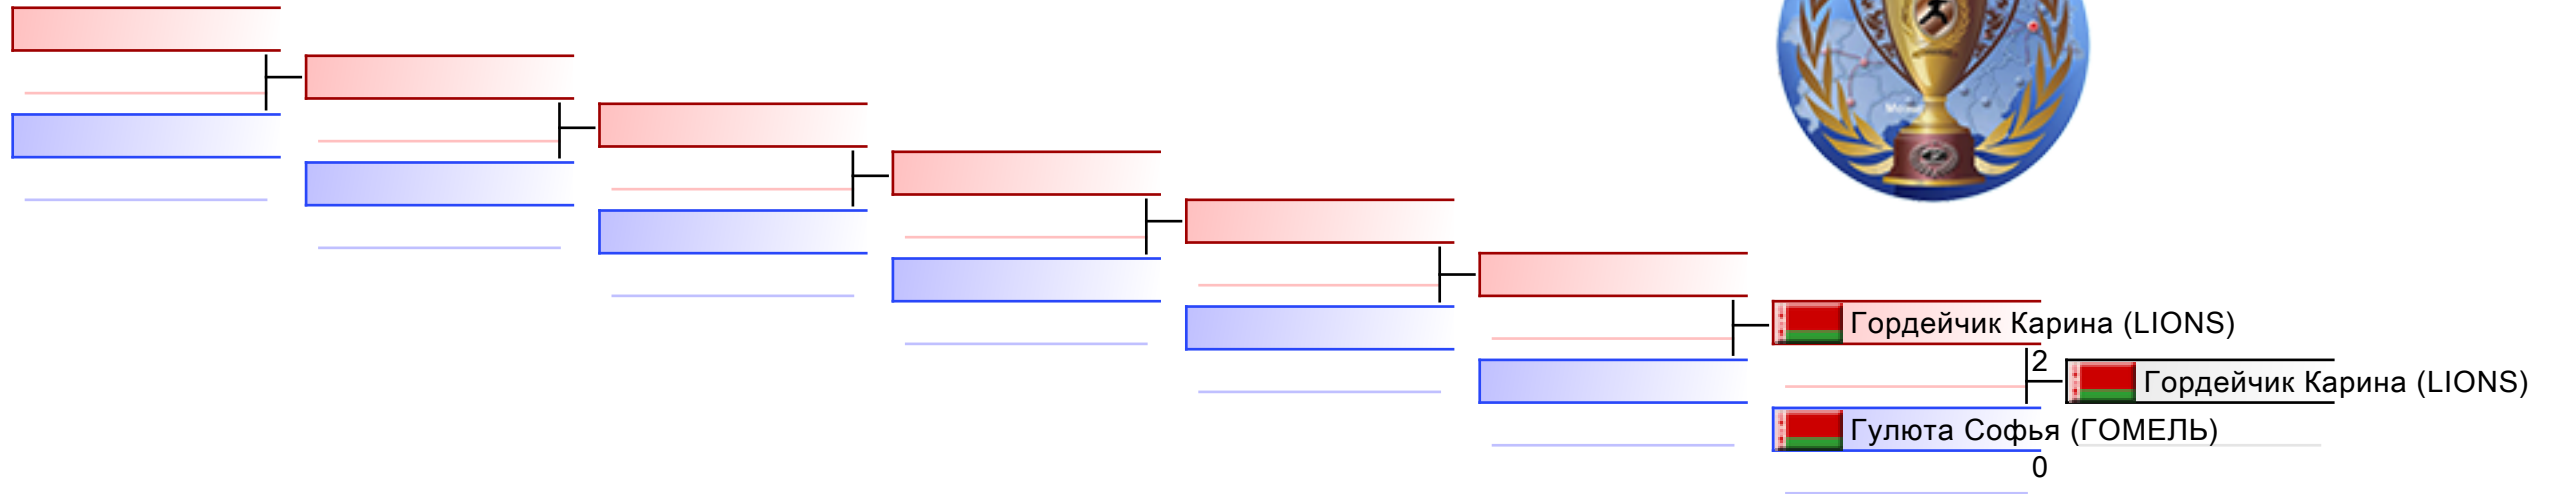 Гордейчик Карина (LIONS)
2
Гордейчик Карина (LIONS)
Гулюта Софья (ГОМЕЛЬ)
0